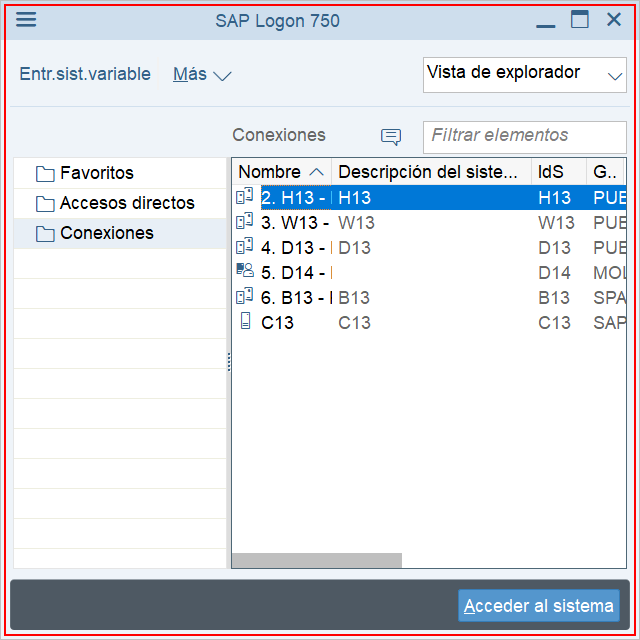 SAP Logon 750
Entr.sist.variable Más Vista de explorador
Conexiones Filtrar elementos
Favoritos
Accesos directos
Conexiones
Nombre Descripción del siste... IdS G..
2. H13 - H13 H13 PUE
3. W13 - W13 W13 PUE
4. D13 - D13 D13 PUE
5. D14 - D14 MOL
6. B13 - B13 B13 SPA
C13 C13 C13 SAP
Acceder al sistema